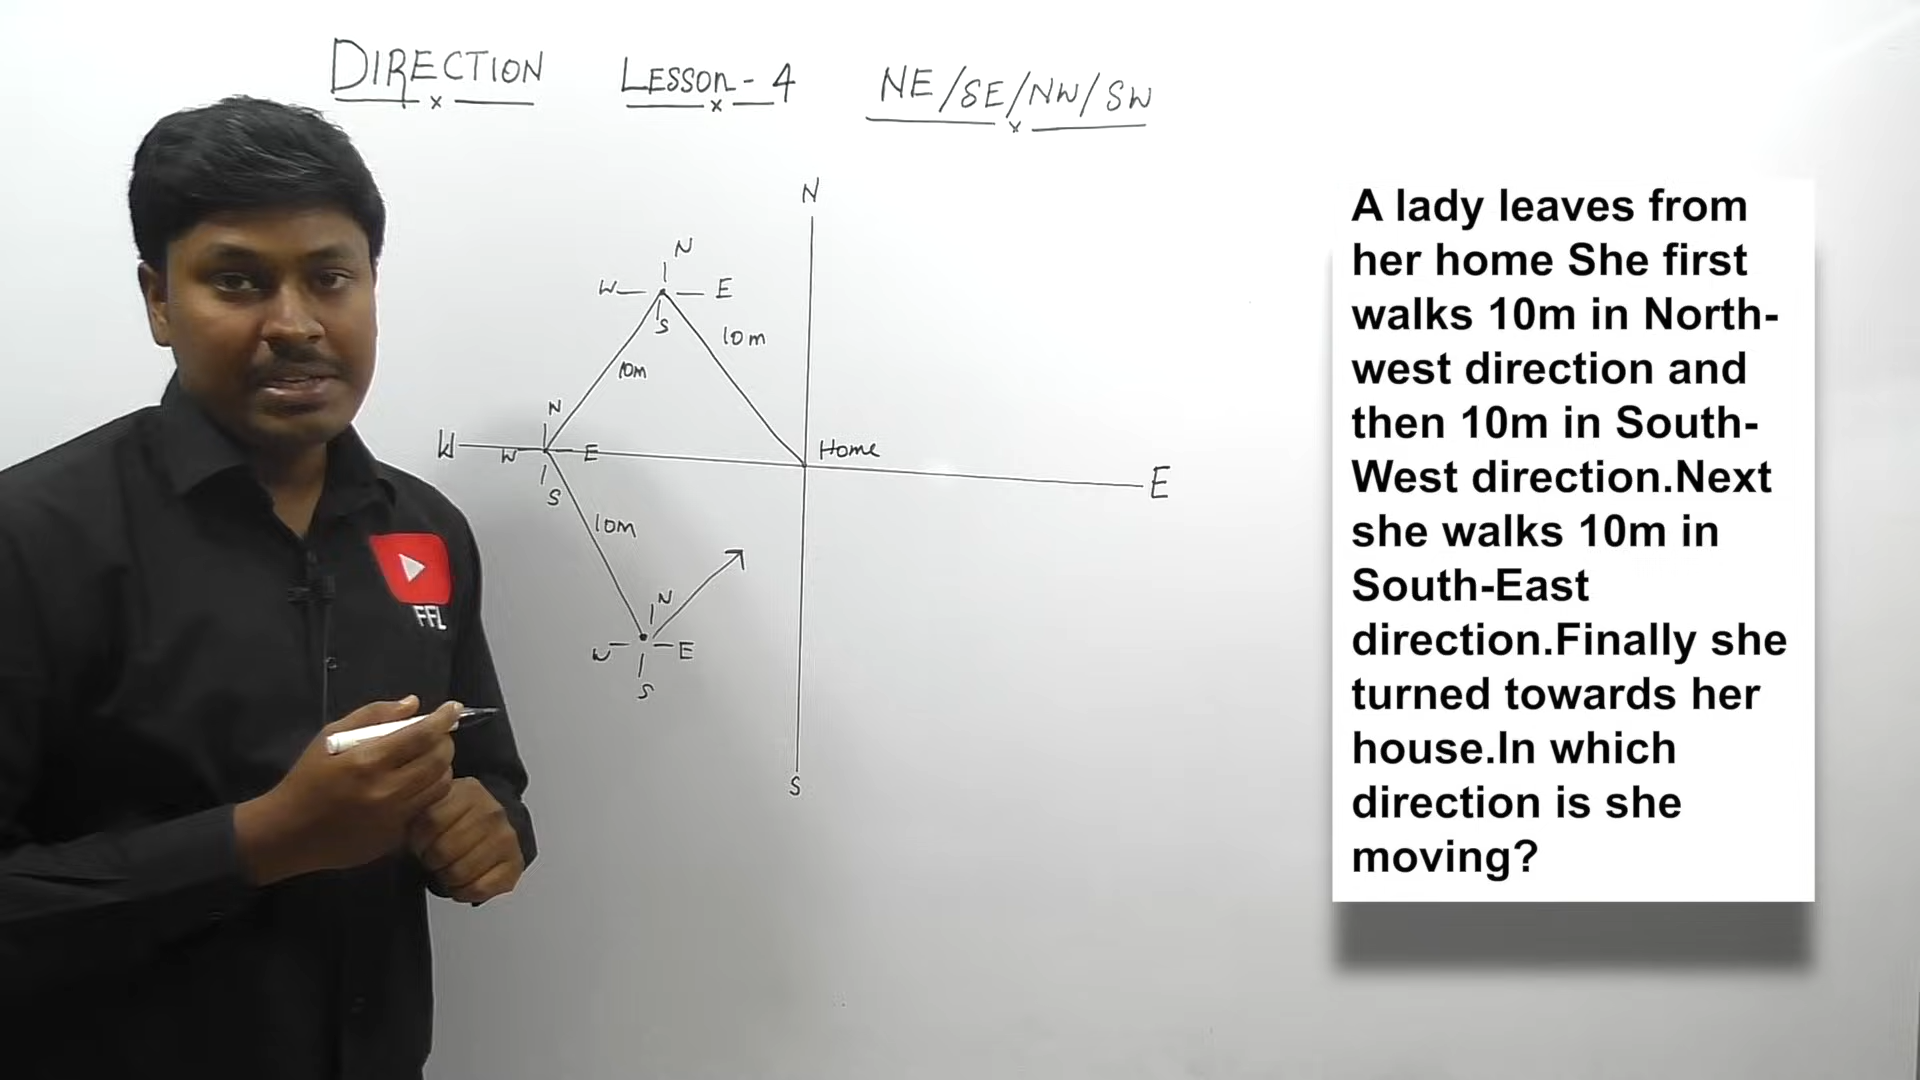 DIRECTION LESSON - 4 NE/SE/NW/SW
N
N
W E
S
10m
10m
N
W W E Home
E
S
10m
N
W E
S
S
FFL
A lady leaves from
her home She first
walks 10m in North-
west direction and
then 10m in South-
West direction.Next
she walks 10m in
South-East
direction.Finally she
turned towards her
house.In which
direction is she
moving?